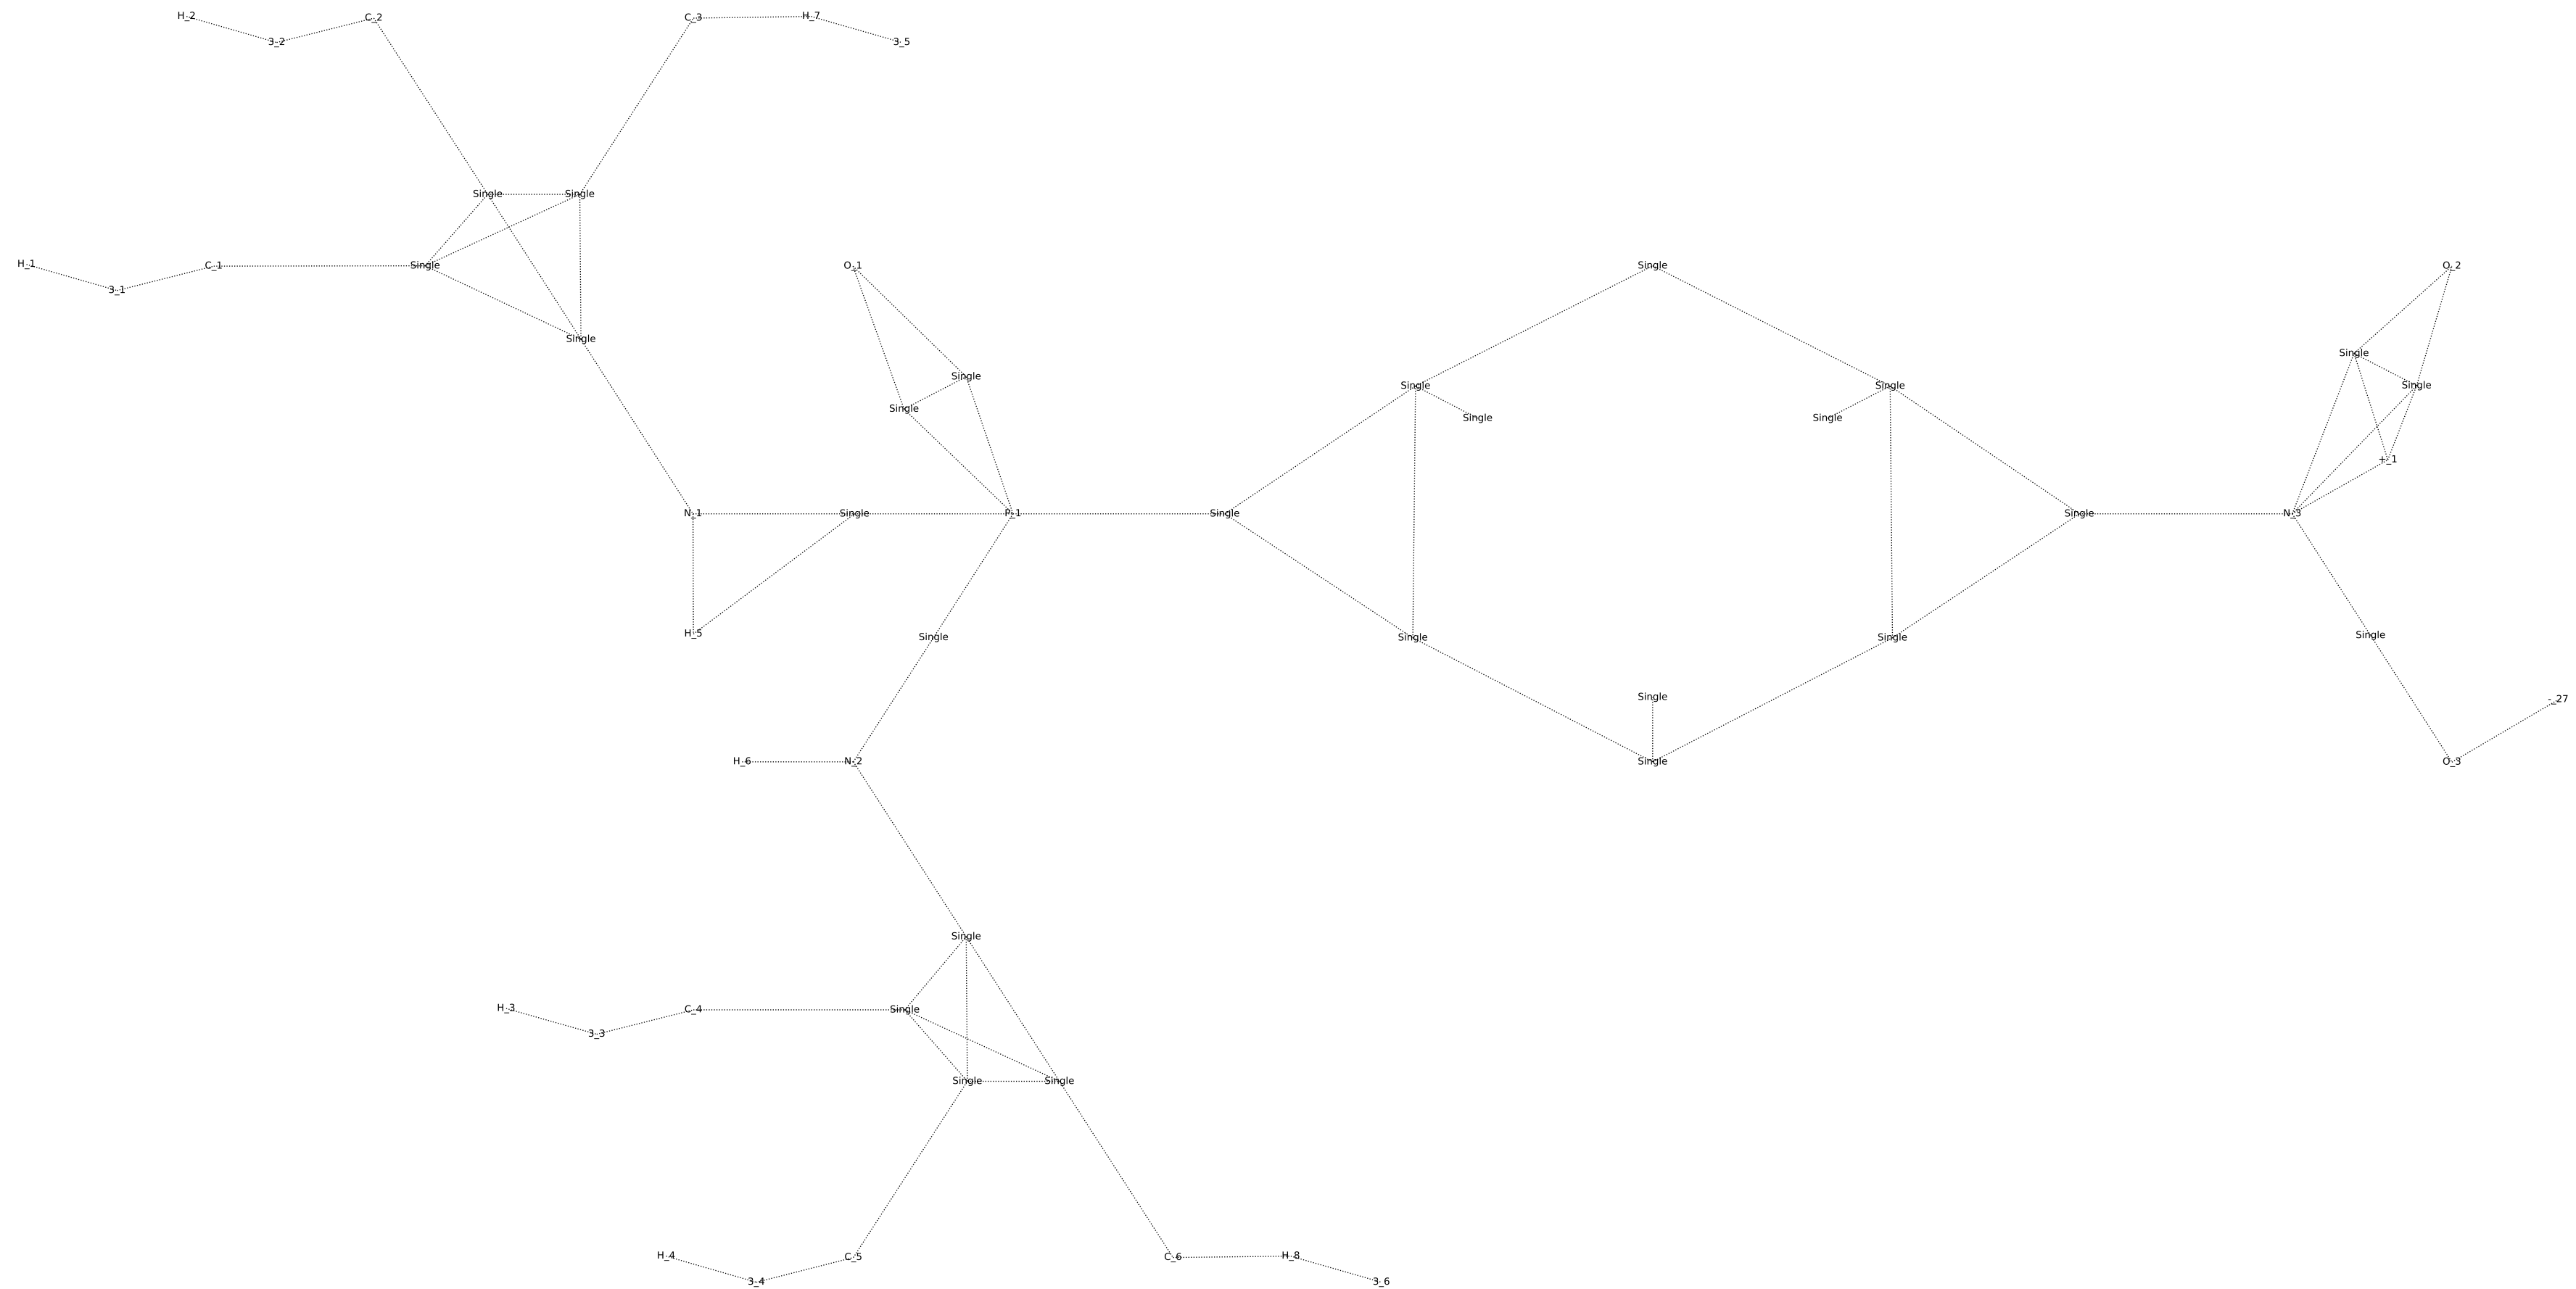 H_2 C_2 C_3 H_7
3_2 3_5
Single Single
H_1 C_1 Single O_1 Single O_2
3_1
Single Single
Single Single Single Single
Single Single Single
+_1
N_1 Single P_1 Single Single N_3
H_5 Single Single Single Single
Single -_27
H_6 N_2 Single O_3
Single
H_3 C_4 Single
3_3
Single Single
H_4 C_5 C_6 H_8
3_4 3_6